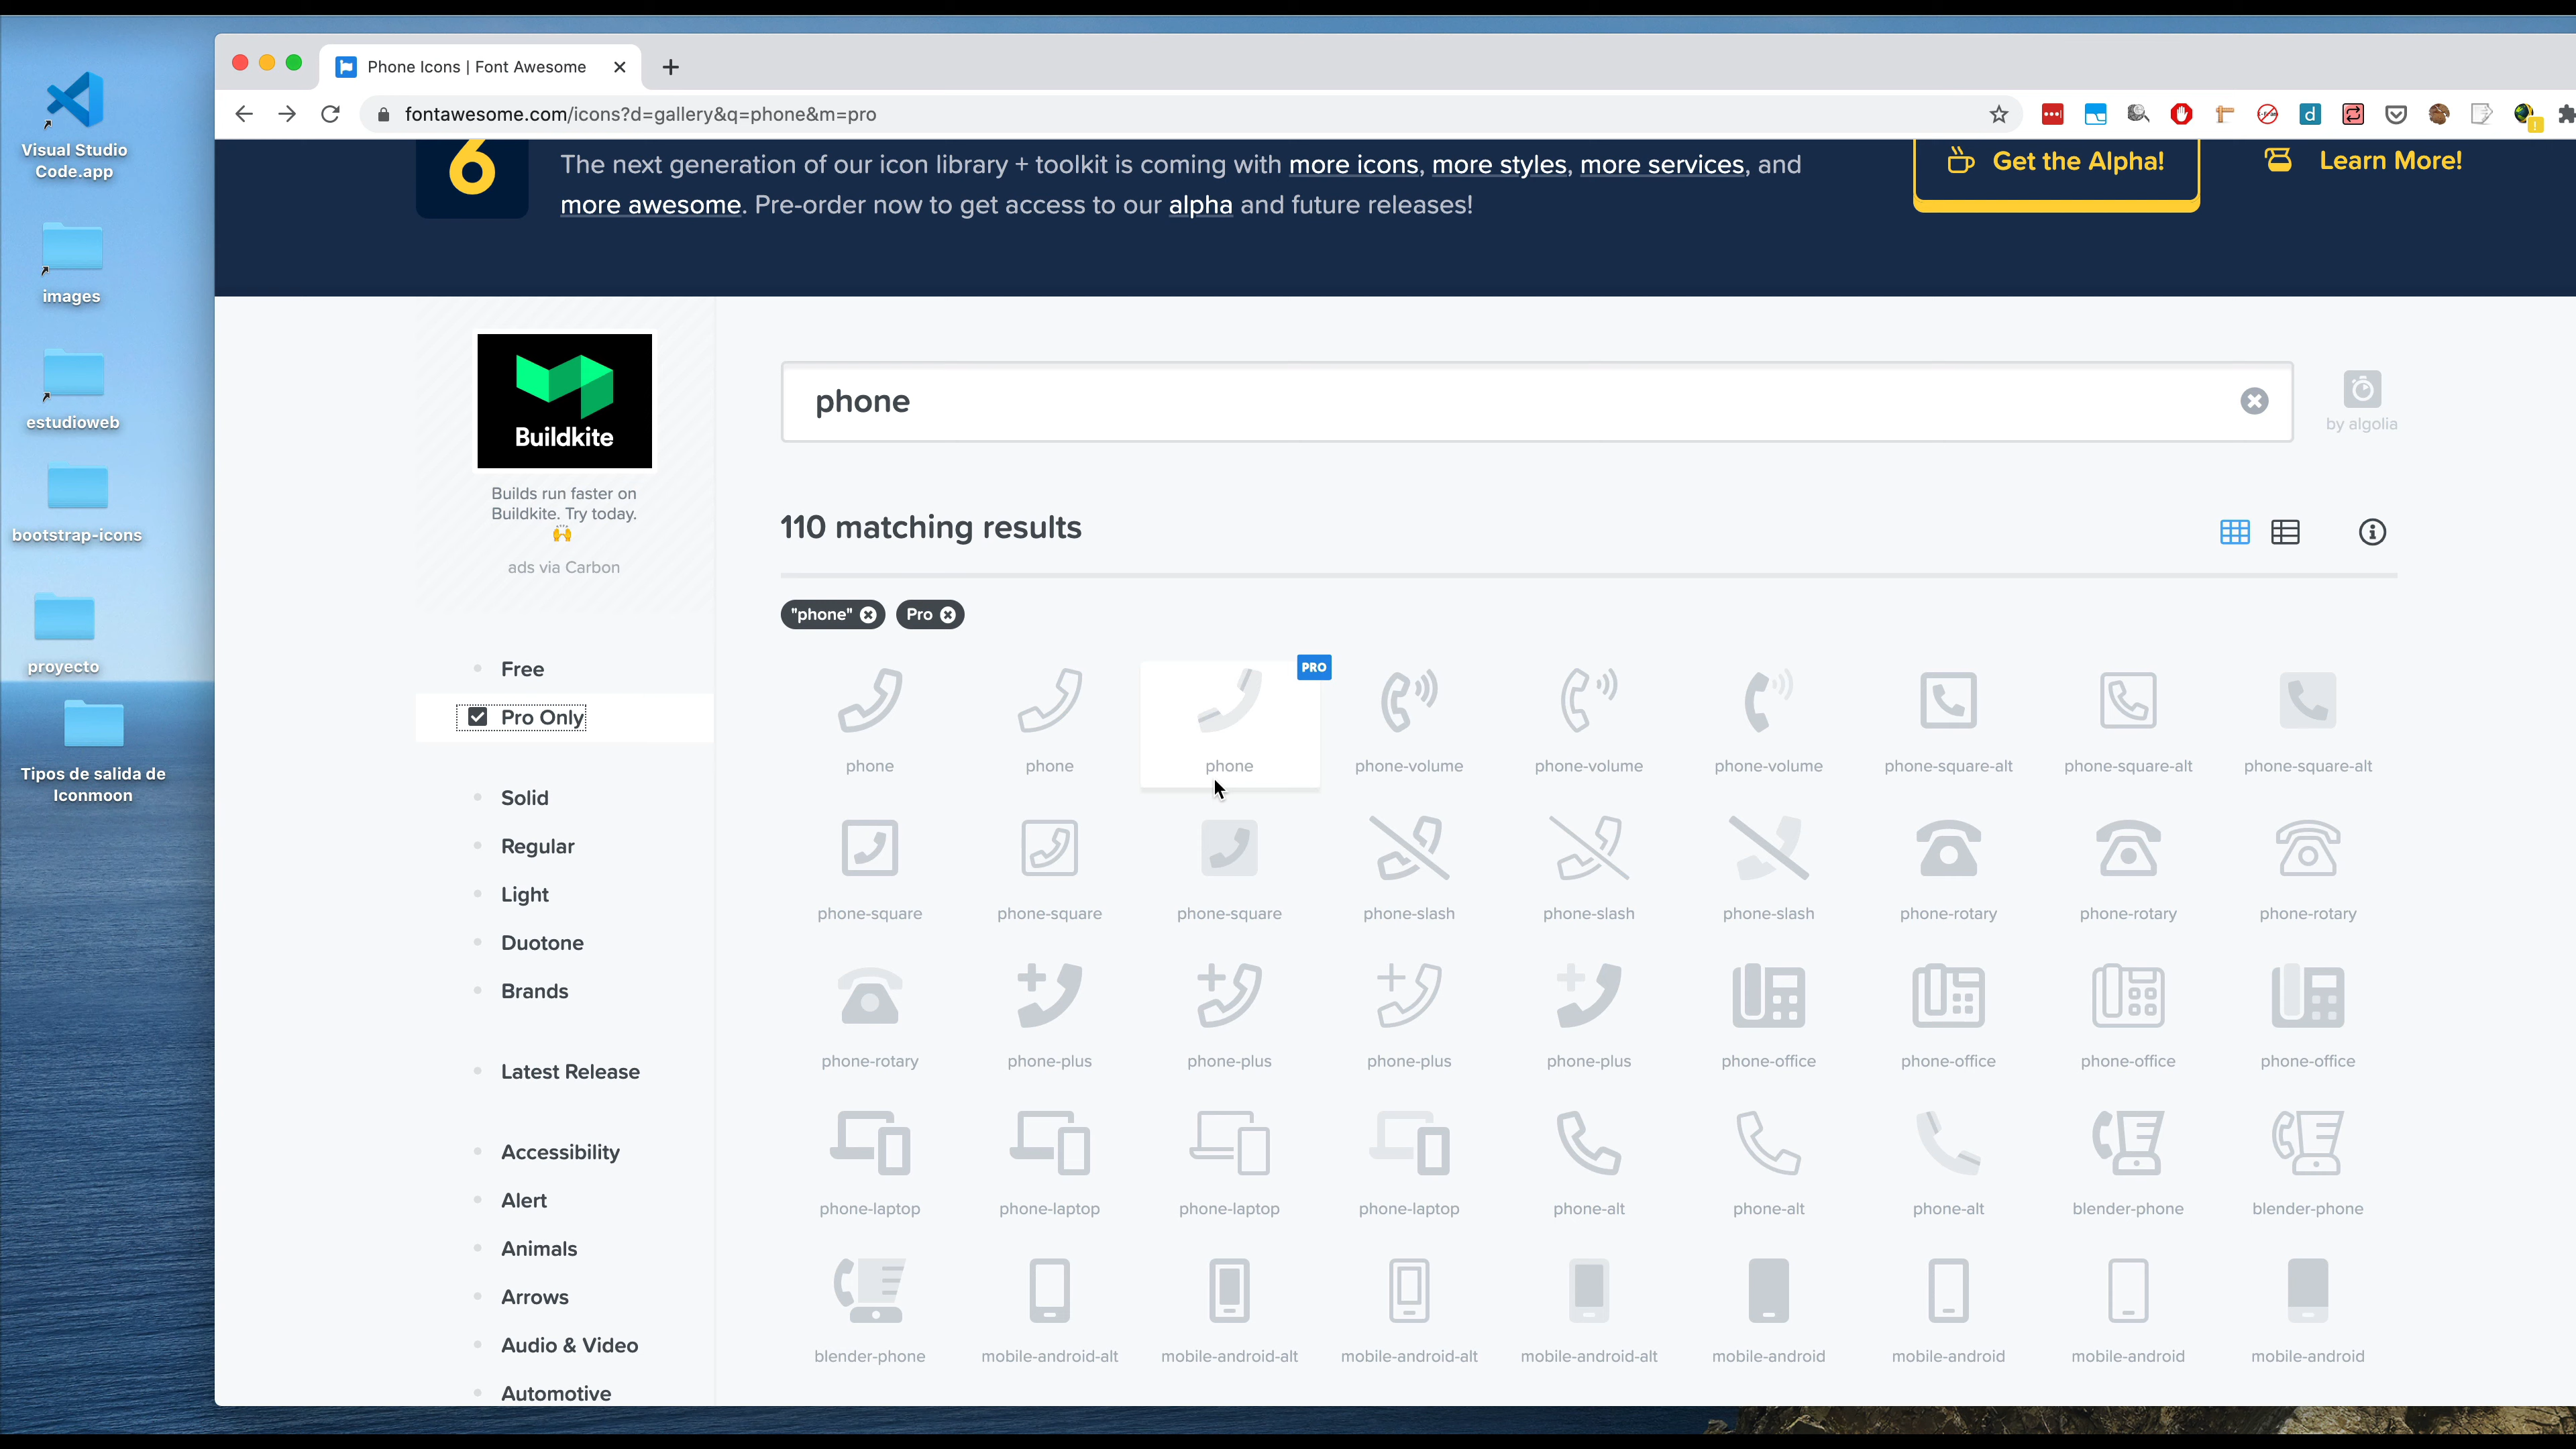 Visual Studio
Code.app
images
estudioweb
bootstrap-icons
proyecto
Tipos de salida de
Iconmoon
Phone Icons | Font Awesome
fontawesome.com/icons?d=gallery&q=phone&m=pro
6
The next generation of our icon library + toolkit is coming with more icons, more styles, more services, and
more awesome. Pre-order now to get access to our alpha and future releases!
Get the Alpha!
Learn More!
Buildkite
Builds run faster on
Buildkite. Try today.
🙌
ads via Carbon
phone
by algolia
110 matching results
"phone"
Pro
Free
Pro Only
Solid
Regular
Light
Duotone
Brands
Latest Release
Accessibility
Alert
Animals
Arrows
Audio & Video
Automotive
PRO
phone phone phone phone-volume phone-volume phone-volume phone-square-alt phone-square-alt phone-square-alt
phone-square phone-square phone-square phone-slash phone-slash phone-slash phone-rotary phone-rotary phone-rotary
phone-rotary phone-plus phone-plus phone-plus phone-plus phone-office phone-office phone-office phone-office
phone-laptop phone-laptop phone-laptop phone-laptop phone-alt phone-alt phone-alt blender-phone blender-phone
blender-phone mobile-android-alt mobile-android-alt mobile-android-alt mobile-android-alt mobile-android mobile-android mobile-android mobile-android